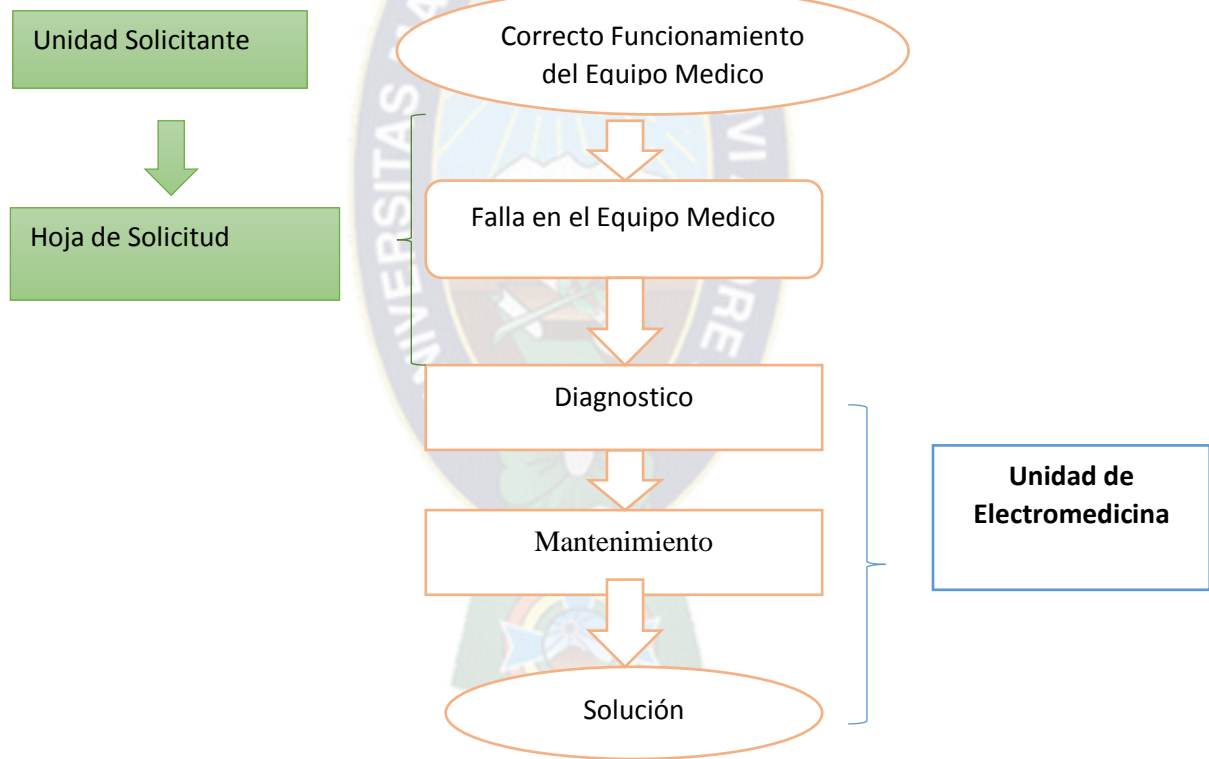 Unidad Solicitante
Hoja de Solicitud
Correcto Funcionamiento
del Equipo Medico
Falla en el Equipo Medico
Diagnostico
Mantenimiento
Solución
Unidad de
Electromedicina